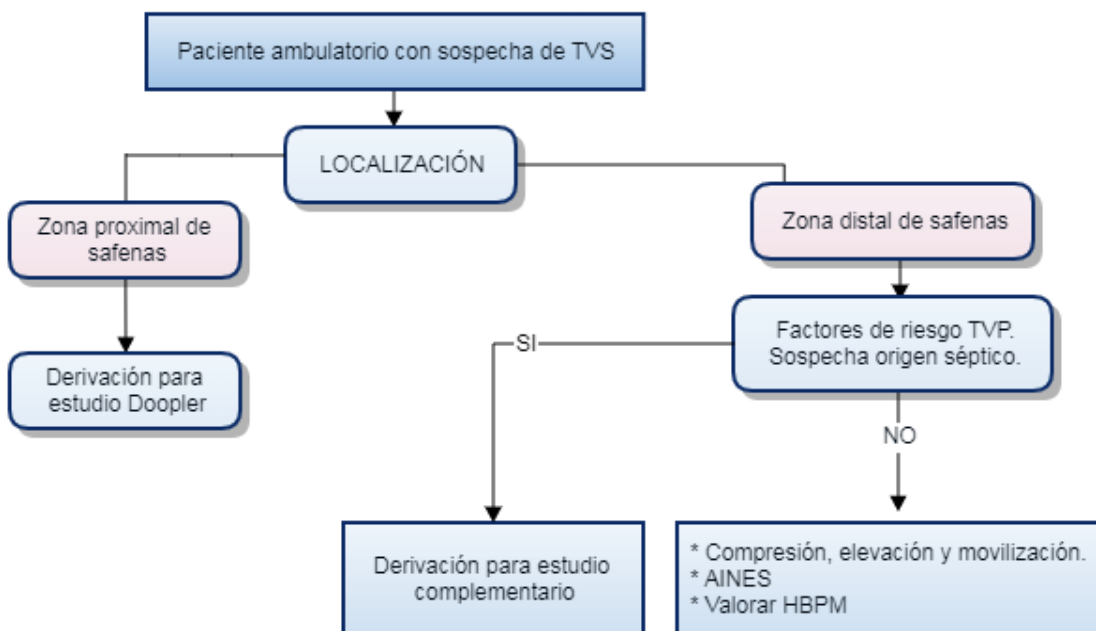 Paciente ambulatorio con sospecha de TVS
LOCALIZACIÓN
Zona proximal de
safenas
Zona distal de safenas
Derivación para
estudio Doopler
Factores de riesgo TVP.
Sospecha origen séptico.
SI
NO
Derivación para estudio
complementario
* Compresión, elevación y movilización.
* AINES
* Valorar HBPM